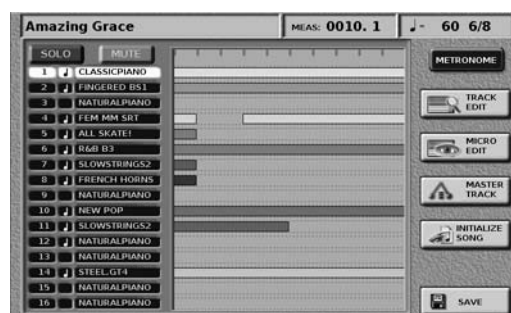 Amazing Grace MEAS: 0010. 1 ♩- 60 6/8
SOLO MUTE
METRONOME
1 CLASSICPIANO
2 FINGERED BS1
3 NATURALPIANO
4 FEM MM SRT
5 ALL SKATE!
6 R&B B3
7 SLOWSTRINGS2
8 FRENCH HORNS
9 NATURALPIANO
10 NEW POP
11 SLOWSTRINGS2
12 NATURALPIANO
13 NATURALPIANO
14 STEEL.GT4
15 NATURALPIANO
16 NATURALPIANO
TRACK
EDIT
MICRO
EDIT
MASTER
TRACK
INITIALIZE
SONG
SAVE